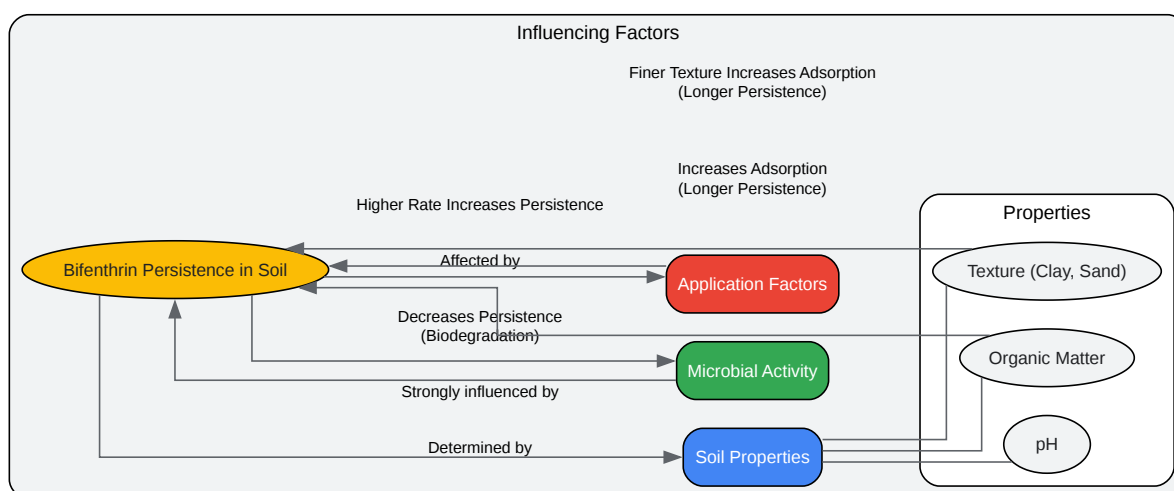 Influencing Factors
Finer Texture Increases Adsorption
(Longer Persistence)
Increases Adsorption
(Longer Persistence)
Higher Rate Increases Persistence
Properties
Bifenthrin Persistence in Soil
Affected by
Application Factors
Texture (Clay, Sand)
Decreases Persistence
(Biodegradation)
Microbial Activity
Organic Matter
Strongly influenced by
Determined by
Soil Properties
pH